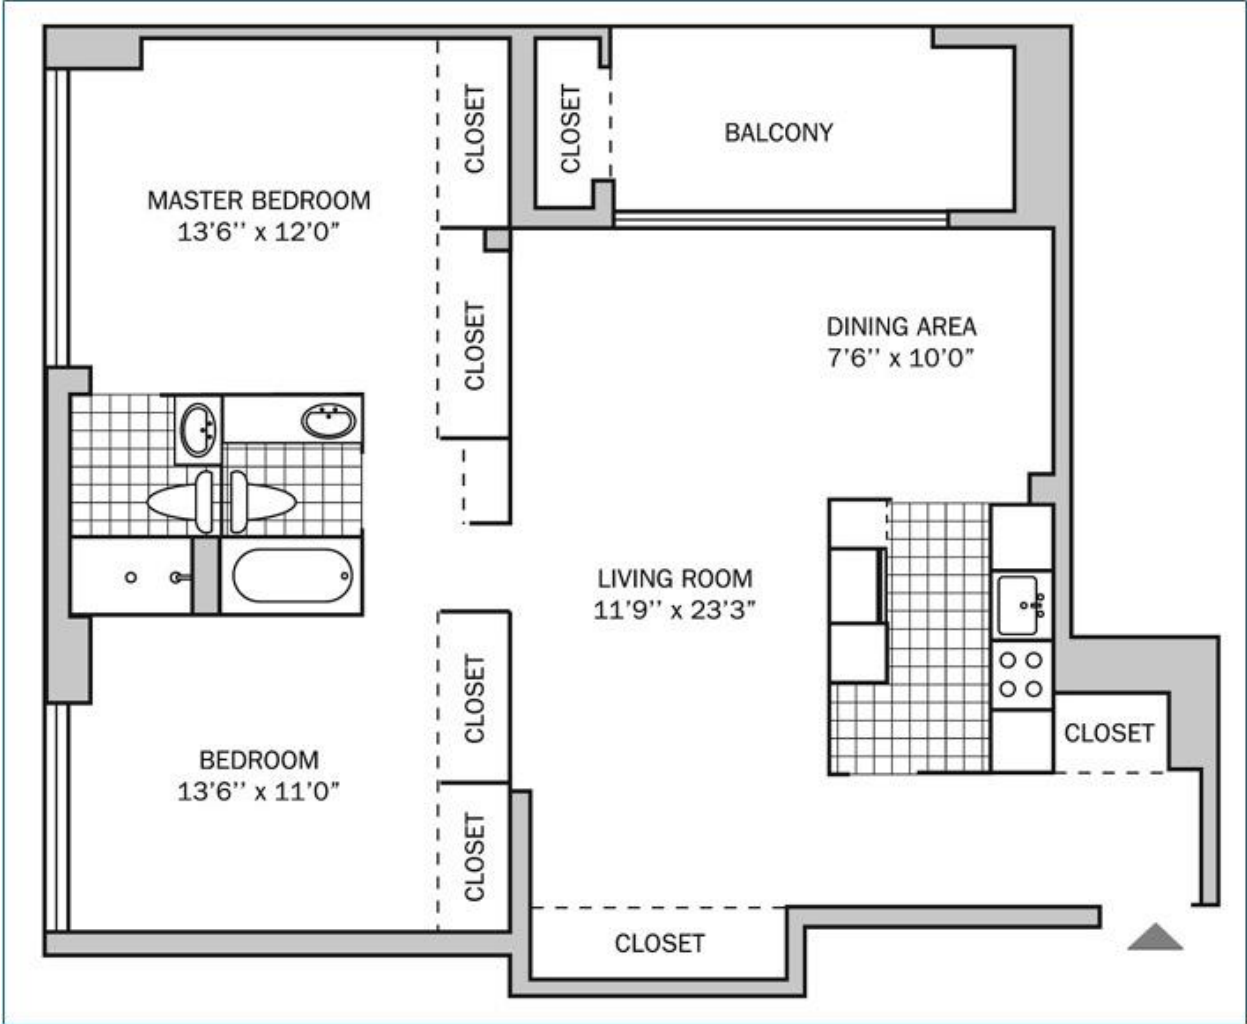 CLOSET
CLOSET
BALCONY
MASTER BEDROOM
13'6'' x 12'0”
CLOSET
DINING AREA
7'6'' x 10'0”
LIVING ROOM
11'9'' x 23'3”
CLOSET
CLOSET
BEDROOM
13'6'' x 11'0”
CLOSET
CLOSET